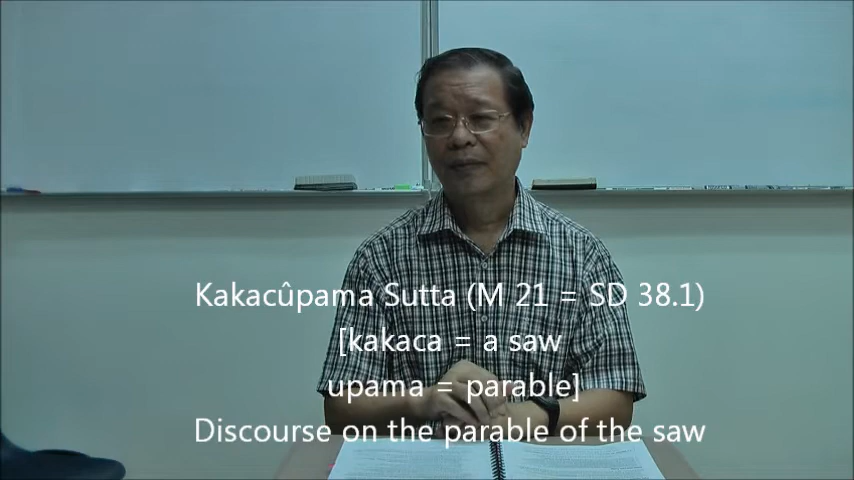 Kakacûpama Sutta (M 21 = SD 38.1)
[kakaca = a saw
upama = parable]
Discourse on the parable of the saw